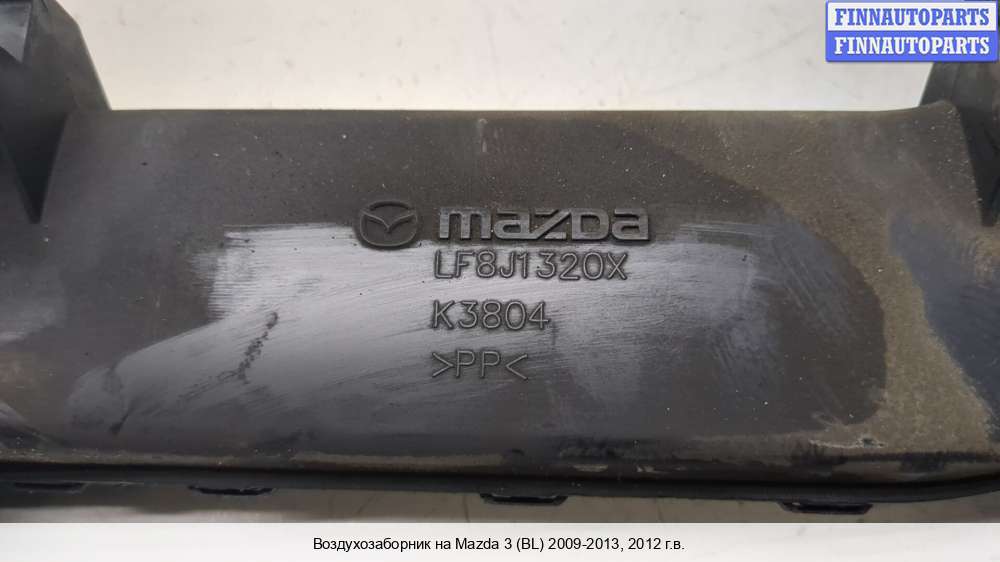 FINNAUTOPARTS
FINNAUTOPARTS
mazda
LF8J1320X
K3804
>PP<
Воздухозаборник на Mazda 3 (BL) 2009-2013, 2012 г.в.